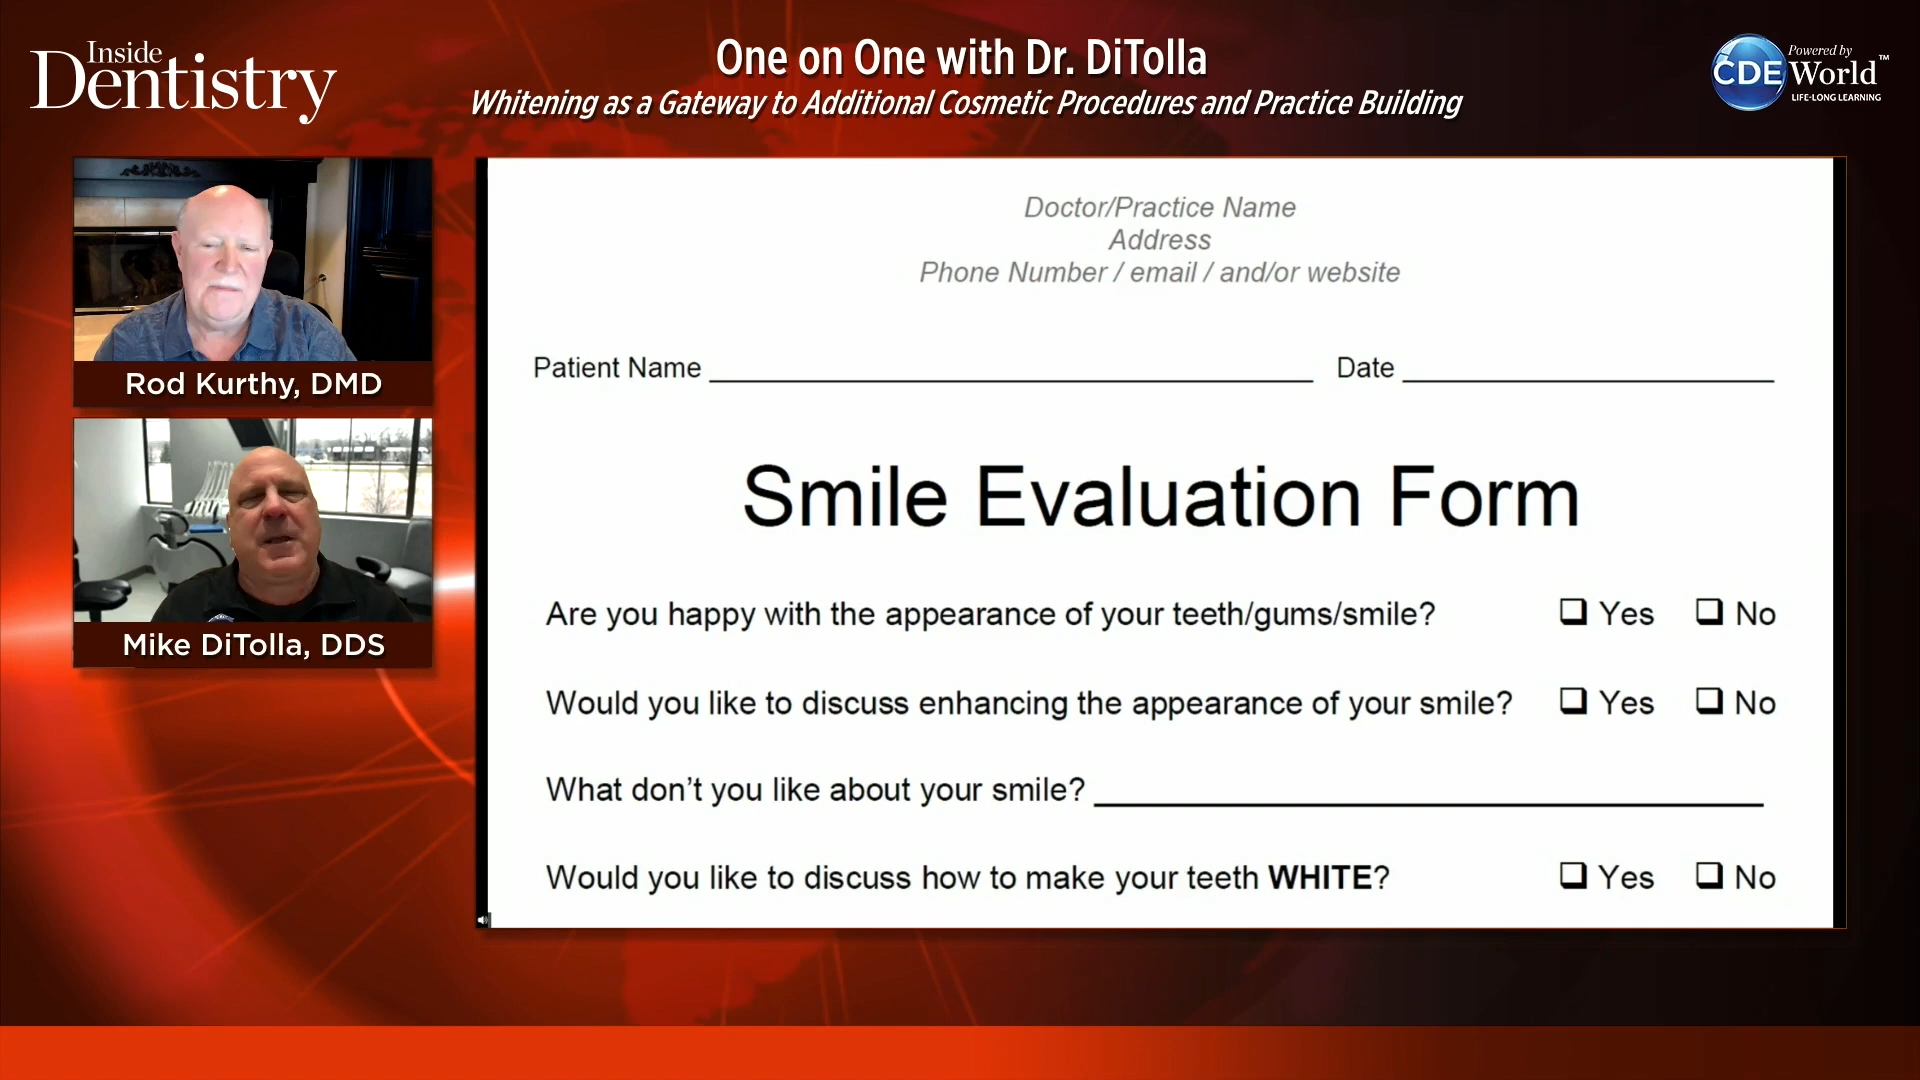 Inside
Dentistry
One on One with Dr. DiTolla
Whitening as a Gateway to Additional Cosmetic Procedures and Practice Building
Powered by
CDEWorld™
LIFE-LONG LEARNING
Rod Kurthy, DMD
Mike DiTolla, DDS
Doctor/Practice Name
Address
Phone Number / email / and/or website
Patient Name Date
Smile Evaluation Form
Are you happy with the appearance of your teeth/gums/smile? ❑ Yes ❑ No
Would you like to discuss enhancing the appearance of your smile? ❑ Yes ❑ No
What don’t you like about your smile?
Would you like to discuss how to make your teeth WHITE? ❑ Yes ❑ No